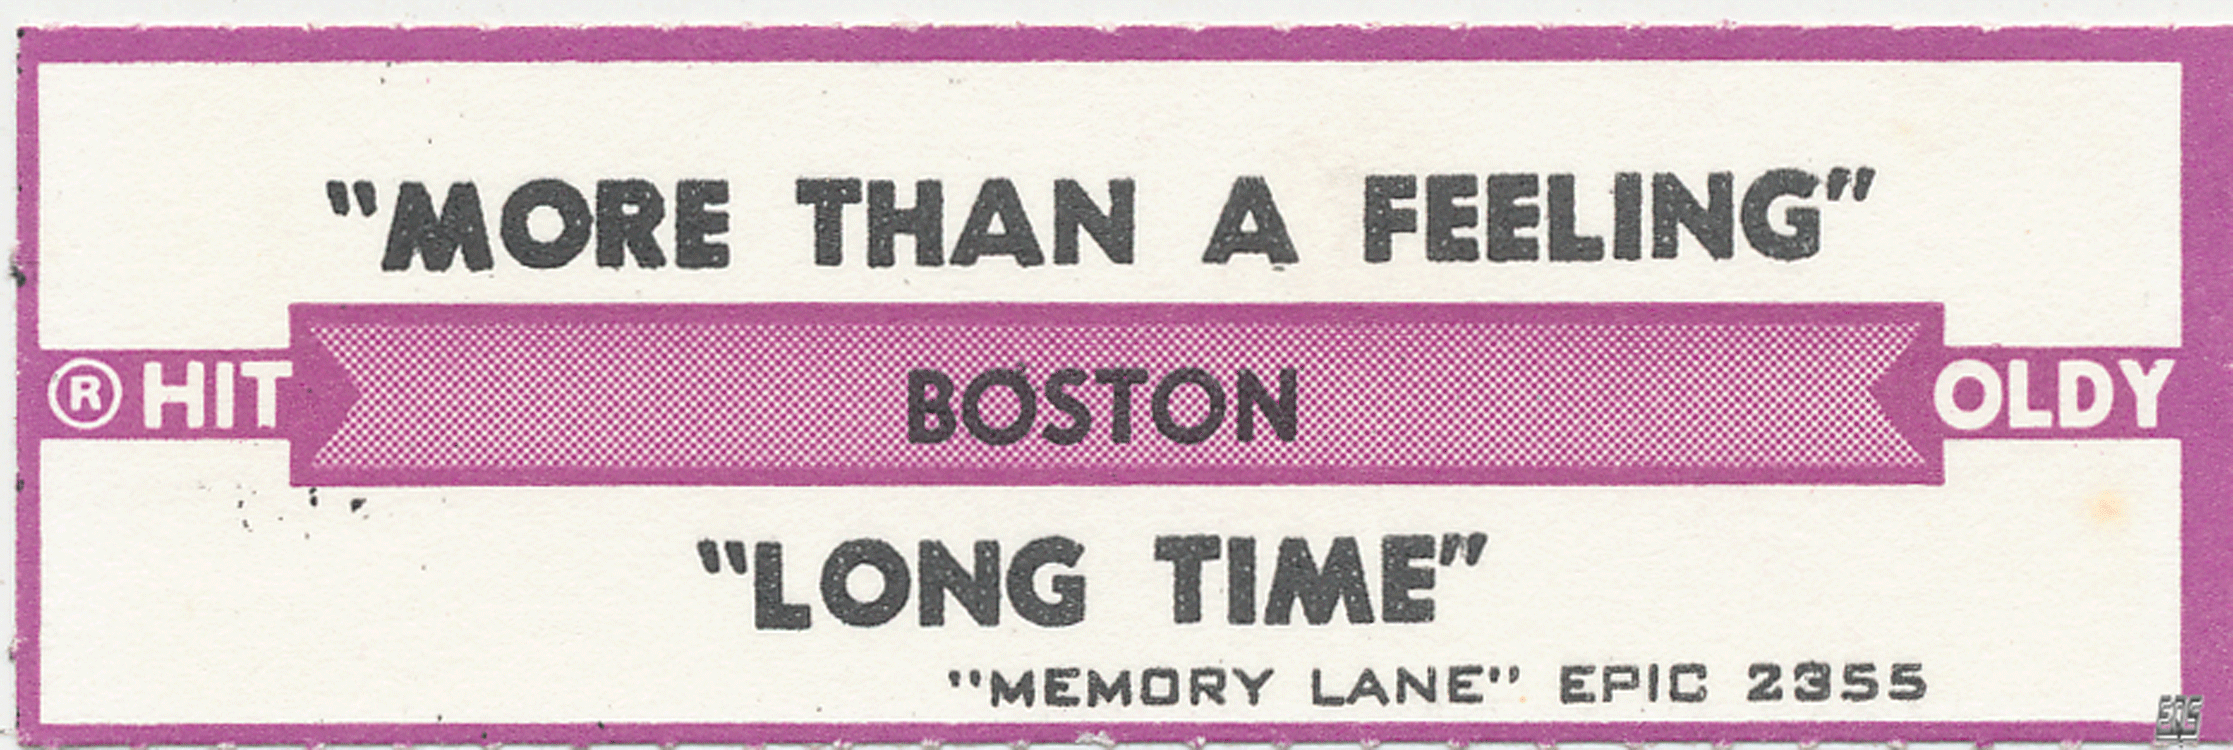 "MORE THAN A FEELING"
® HIT BOSTON OLDY
"LONG TIME"
"MEMORY LANE" EPIC 2355